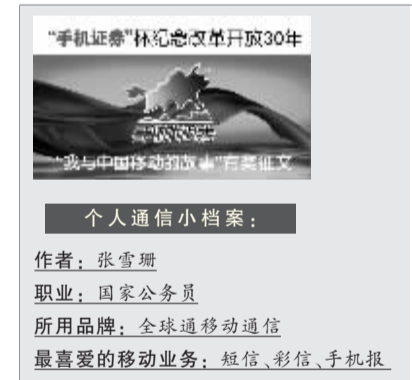 “手机证券”杯纪念改革开放30年
“我与中国移动的故事”有奖征文
个人通信小档案：
作者：张雪珊
职业：国家公务员
所用品牌：全球通移动通信
最喜爱的移动业务：短信、彩信、手机报